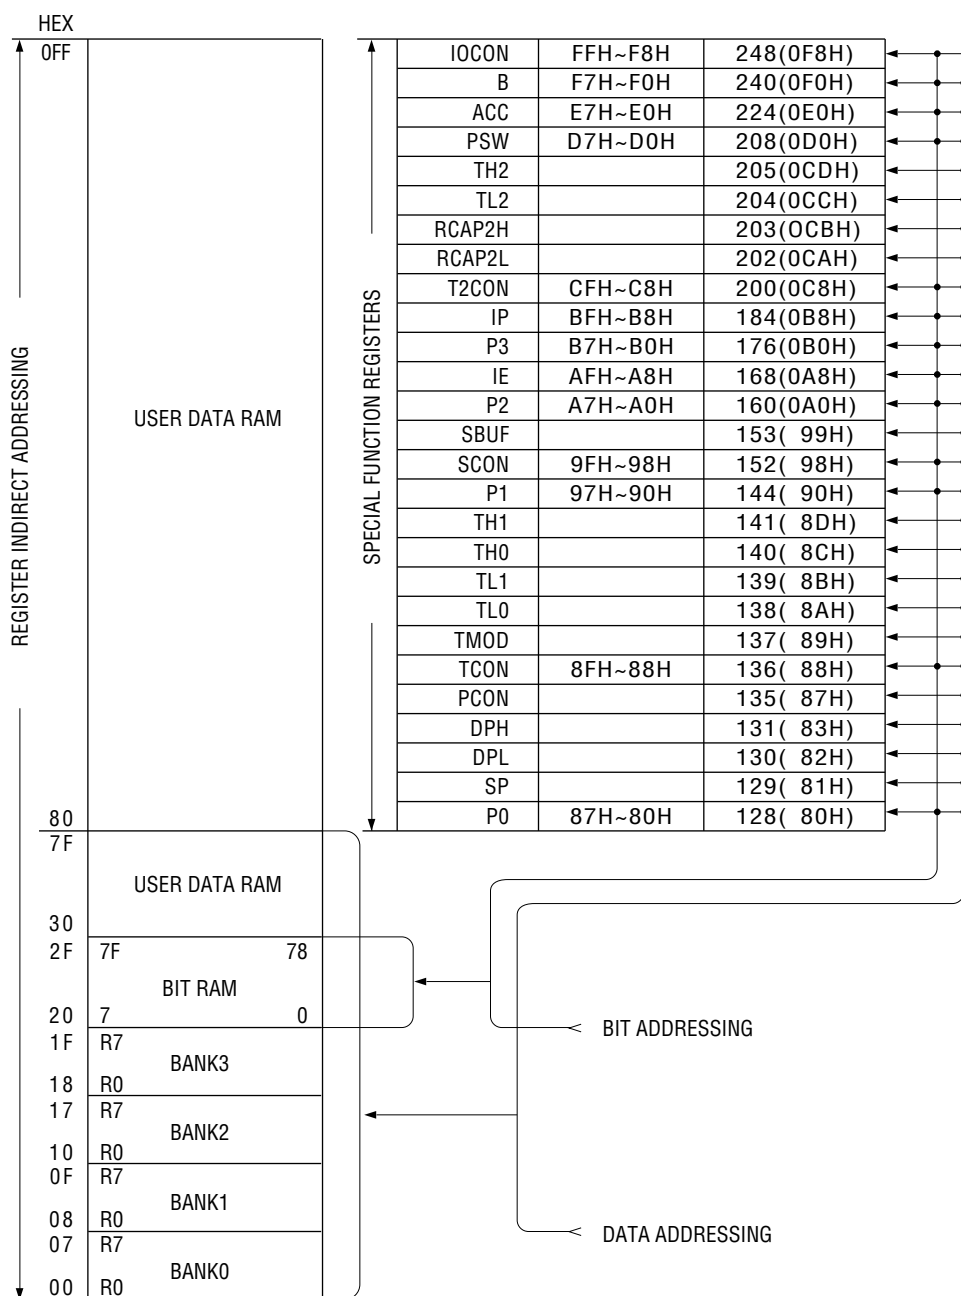 HEX
0FF
IOCON FFH~F8H 248(0F8H)
B F7H~F0H 240(0F0H)
ACC E7H~E0H 224(0E0H)
PSW D7H~D0H 208(0D0H)
TH2 205(0CDH)
TL2 204(0CCH)
RCAP2H 203(0CBH)
RCAP2L 202(0CAH)
T2CON CFH~C8H 200(0C8H)
IP BFH~B8H 184(0B8H)
P3 B7H~B0H 176(0B0H)
IE AFH~A8H 168(0A8H)
P2 A7H~A0H 160(0A0H)
SBUF 153( 99H)
SCON 9FH~98H 152( 98H)
P1 97H~90H 144( 90H)
TH1 141( 8DH)
TH0 140( 8CH)
TL1 139( 8BH)
TL0 138( 8AH)
TMOD 137( 89H)
TCON 8FH~88H 136( 88H)
PCON 135( 87H)
DPH 131( 83H)
DPL 130( 82H)
SP 129( 81H)
P0 87H~80H 128( 80H)
REGISTER INDIRECT ADDRESSING
USER DATA RAM
SPECIAL FUNCTION REGISTERS
80
7F
USER DATA RAM
30
2F 7F 78
BIT RAM
20 7 0
BIT ADDRESSING
1F R7
BANK3
18 R0
17 R7
BANK2
10 R0
0F R7
BANK1
08 R0
DATA ADDRESSING
07 R7
BANK0
00 R0